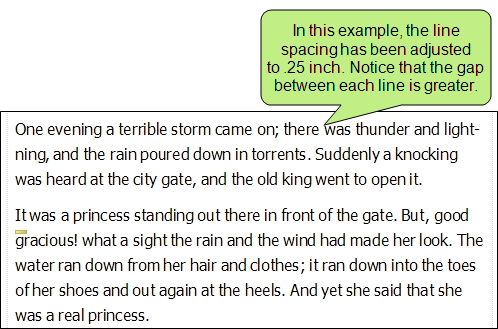 In this example, the line
spacing has been adjusted
to .25 inch. Notice that the gap
between each line is greater.
One evening a terrible storm came on; there was thunder and light-
ning, and the rain poured down in torrents. Suddenly a knocking
was heard at the city gate, and the old king went to open it.
It was a princess standing out there in front of the gate. But, good
gracious! what a sight the rain and the wind had made her look. The
water ran down from her hair and clothes; it ran down into the toes
of her shoes and out again at the heels. And yet she said that she
was a real princess.